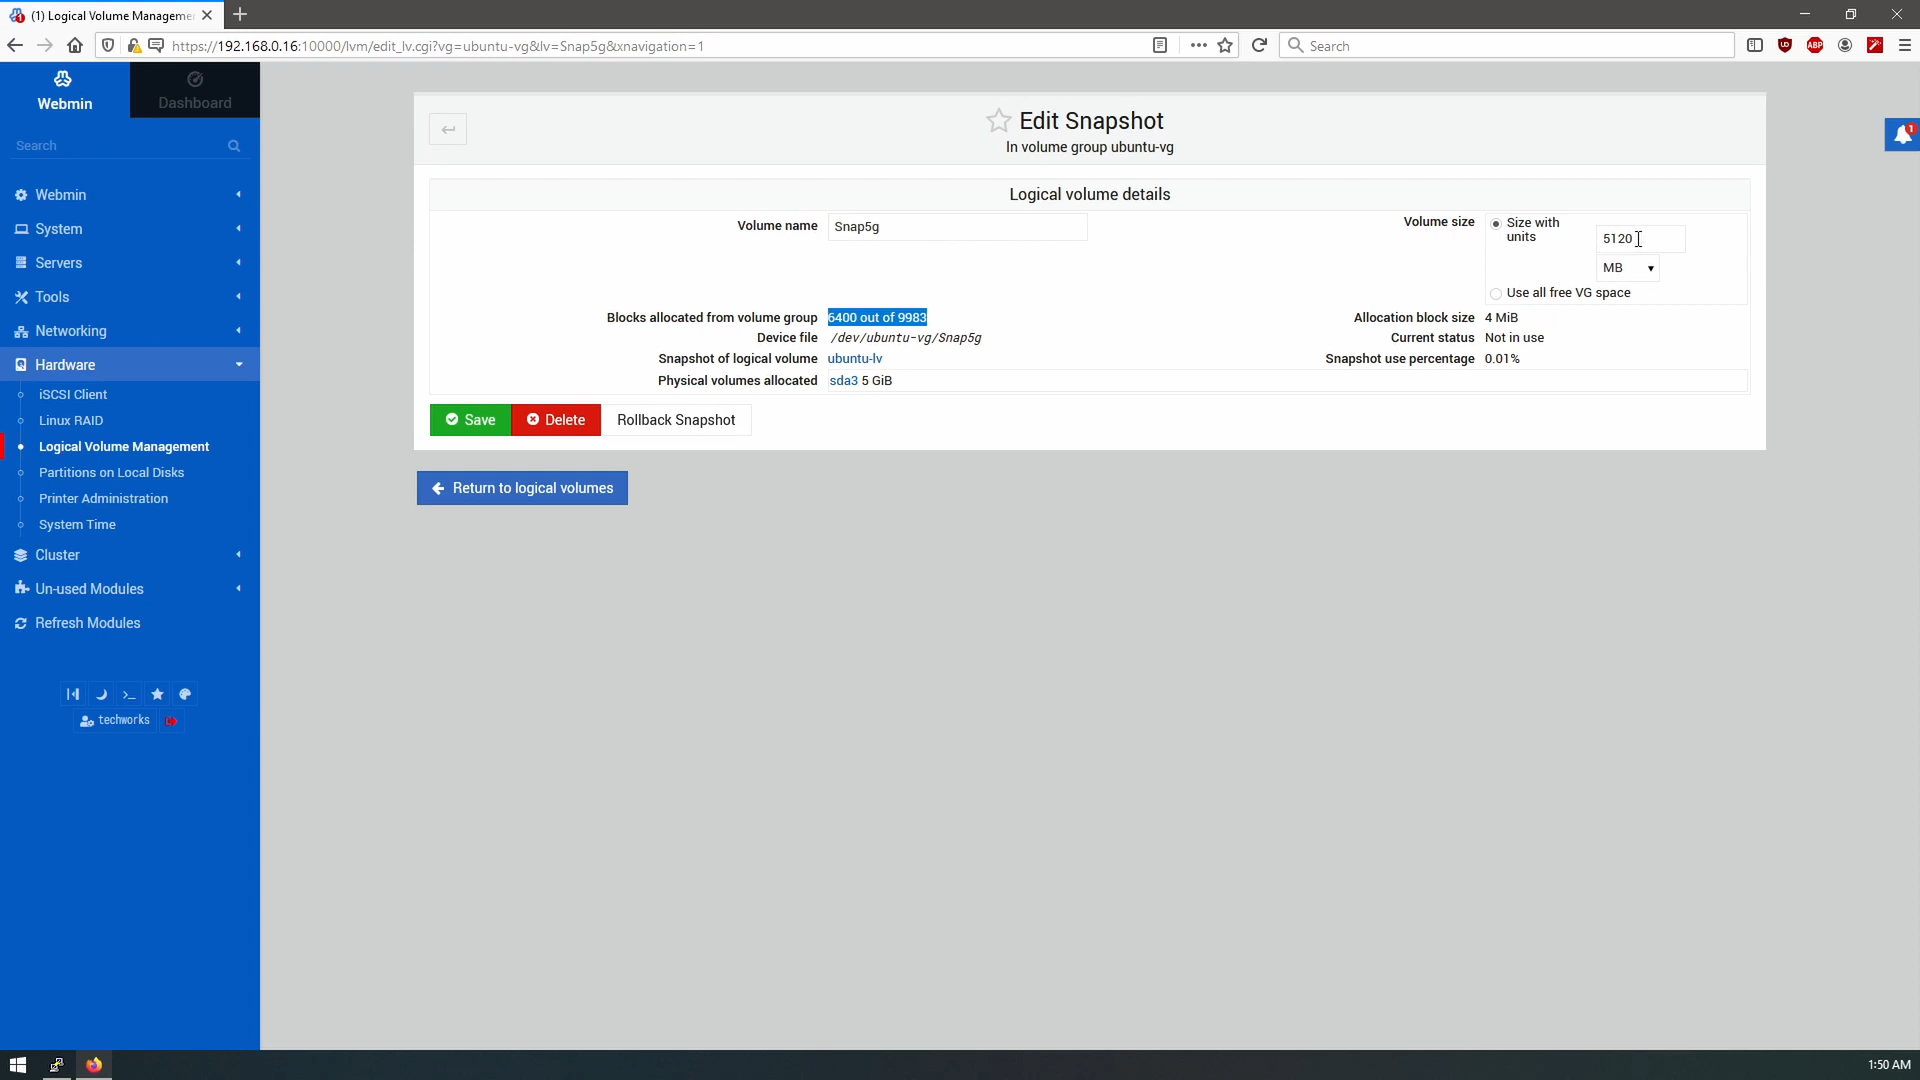 (1) Logical Volume Manageme
https://192.168.0.16:10000/lvm/edit_lv.cgi?vg=ubuntu-vg&lv=Snap5g&xnavigation=1
Search
UD
ABP
Webmin
Dashboard
Search
Webmin
System
Servers
Tools
Networking
Hardware
iSCSI Client
Linux RAID
Logical Volume Management
Partitions on Local Disks
Printer Administration
System Time
Cluster
Un-used Modules
Refresh Modules
techworks
Edit Snapshot
In volume group ubuntu-vg
1
Logical volume details
Volume name Snap5g
Volume size Size with units 5120
MB
Use all free VG space
Blocks allocated from volume group 6400 out of 9983
Allocation block size 4 MiB
Device file /dev/ubuntu-vg/Snap5g
Current status Not in use
Snapshot of logical volume ubuntu-lv
Snapshot use percentage 0.01%
Physical volumes allocated sda3 5 GiB
Save
Delete
Rollback Snapshot
Return to logical volumes
1:50 AM